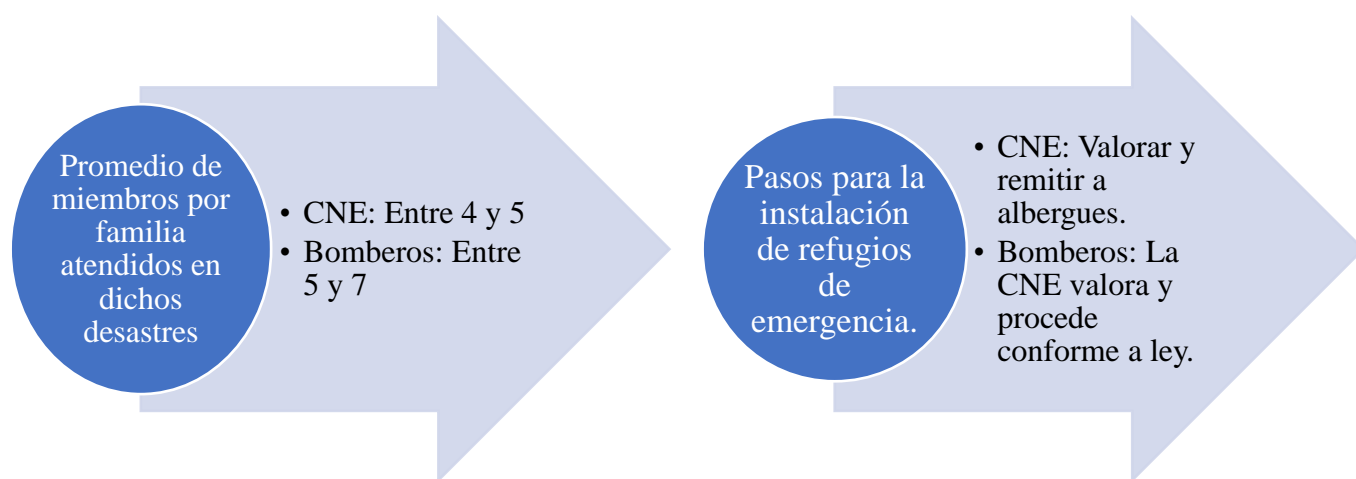 Promedio de
miembros por
familia
atendidos en
dichos
desastres
• CNE: Entre 4 y 5
• Bomberos: Entre
5 y 7
Pasos para la
instalación
de refugios
de
emergencia.
• CNE: Valorar y
remitir a
albergues.
• Bomberos: La
CNE valora y
procede
conforme a ley.